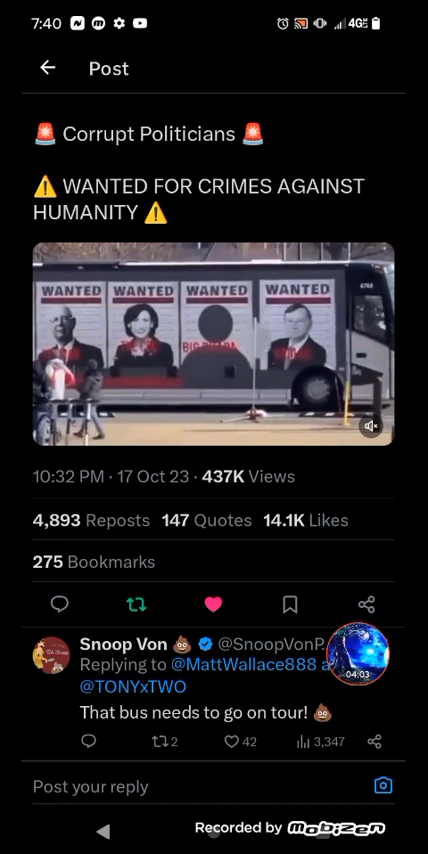 7:40
4G
Post
🚨 Corrupt Politicians 🚨
⚠️ WANTED FOR CRIMES AGAINST
HUMANITY ⚠️
WANTED WANTED WANTED WANTED
10:32 PM · 17 Oct 23 · 437K Views
4,893 Reposts 147 Quotes 14.1K Likes
275 Bookmarks
Snoop Von 💩 @SnoopVonP
Replying to @MattWallace888 a
04:03
@TONYxTWO
That bus needs to go on tour! 💩
2 42 3,347
Post your reply
Recorded by mobizen